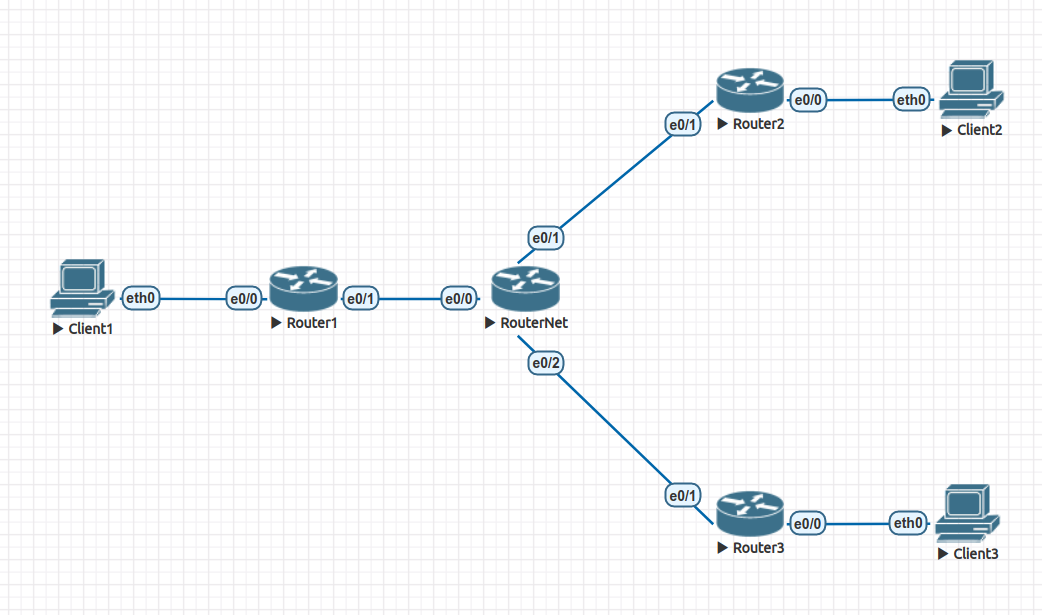 e0/0
eth0
e0/1
Router2
Client2
e0/1
eth0
e0/0
e0/1
e0/0
Client1
Router1
RouterNet
e0/2
e0/1
e0/0
eth0
Router3
Client3